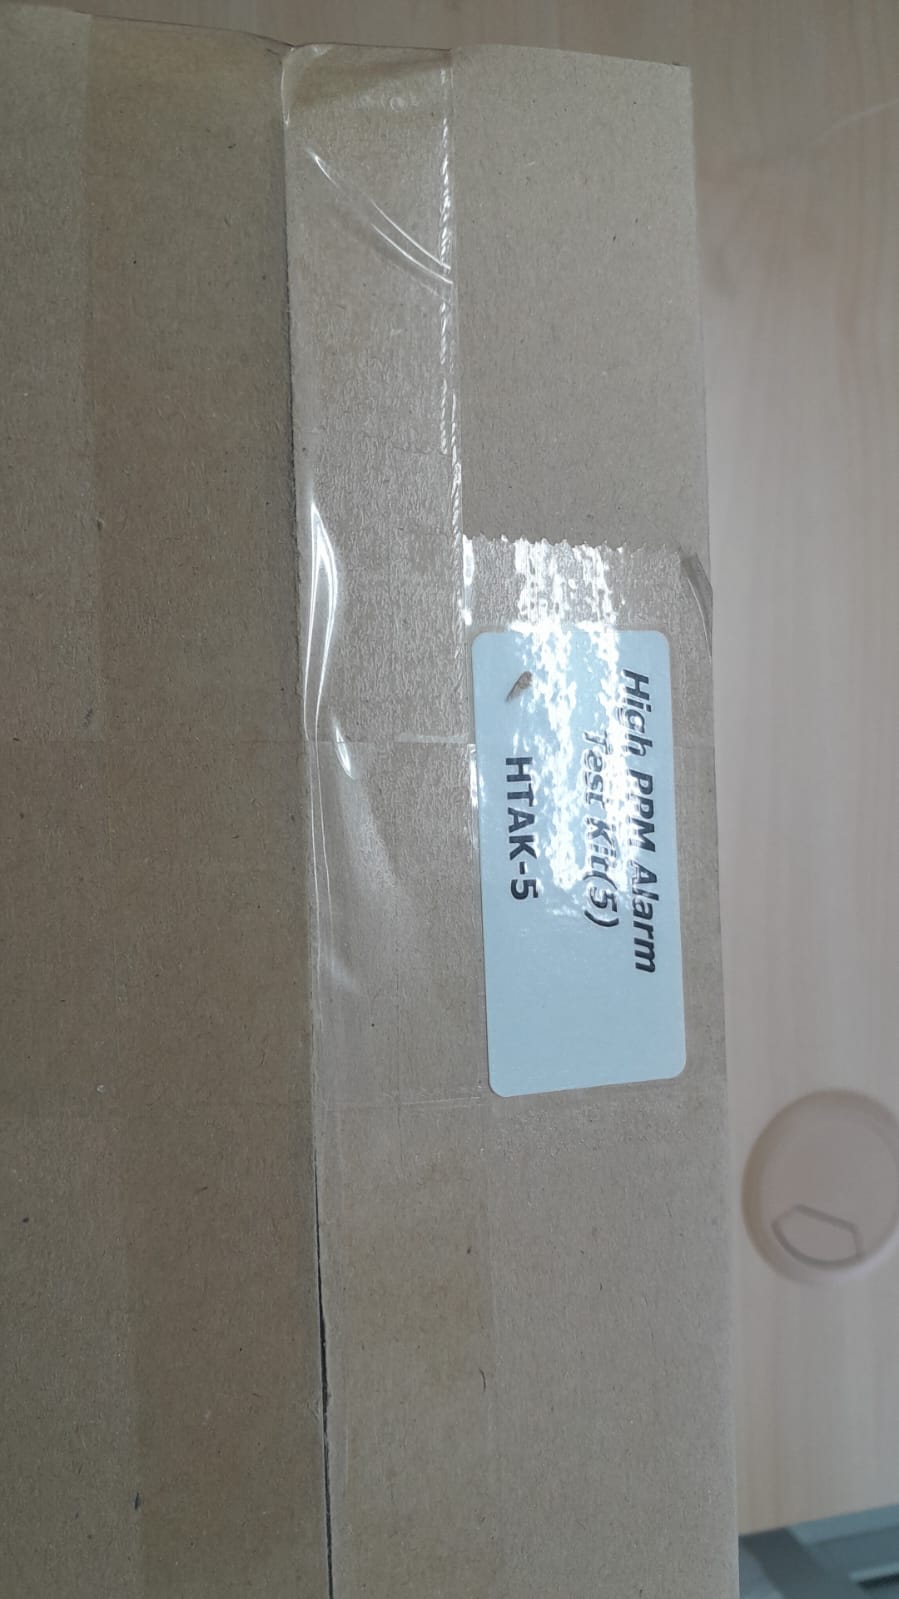 High PPM Alarm
Test Kit(5)
HTAK-5